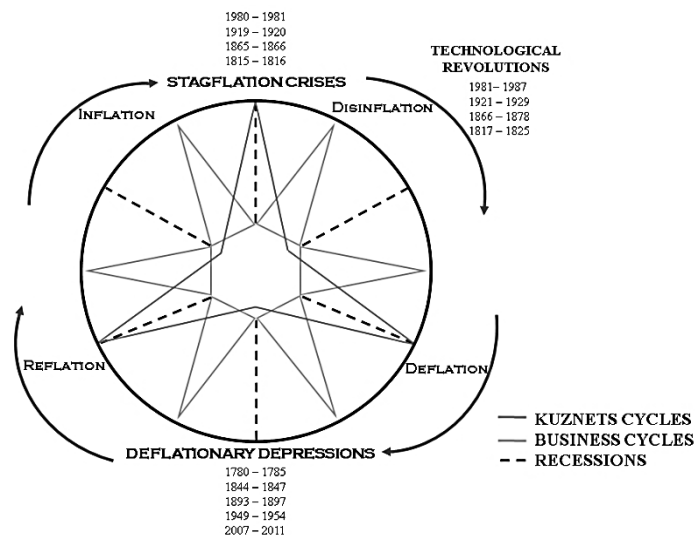 1980 – 1981
1919 – 1920
1865 – 1866
1815 – 1816
STAGFLATION CRISES
TECHNOLOGICAL
REVOLUTIONS
1981– 1987
1921 – 1929
1866 – 1878
1817 – 1825
INFLATION
DISINFLATION
REFLATION
DEFLATION
DEFLATIONARY DEPRESSIONS
1780 – 1785
1844 – 1847
1893 – 1897
1949 – 1954
2007 – 2011
KUZNETS CYCLES
BUSINESS CYCLES
RECESSIONS